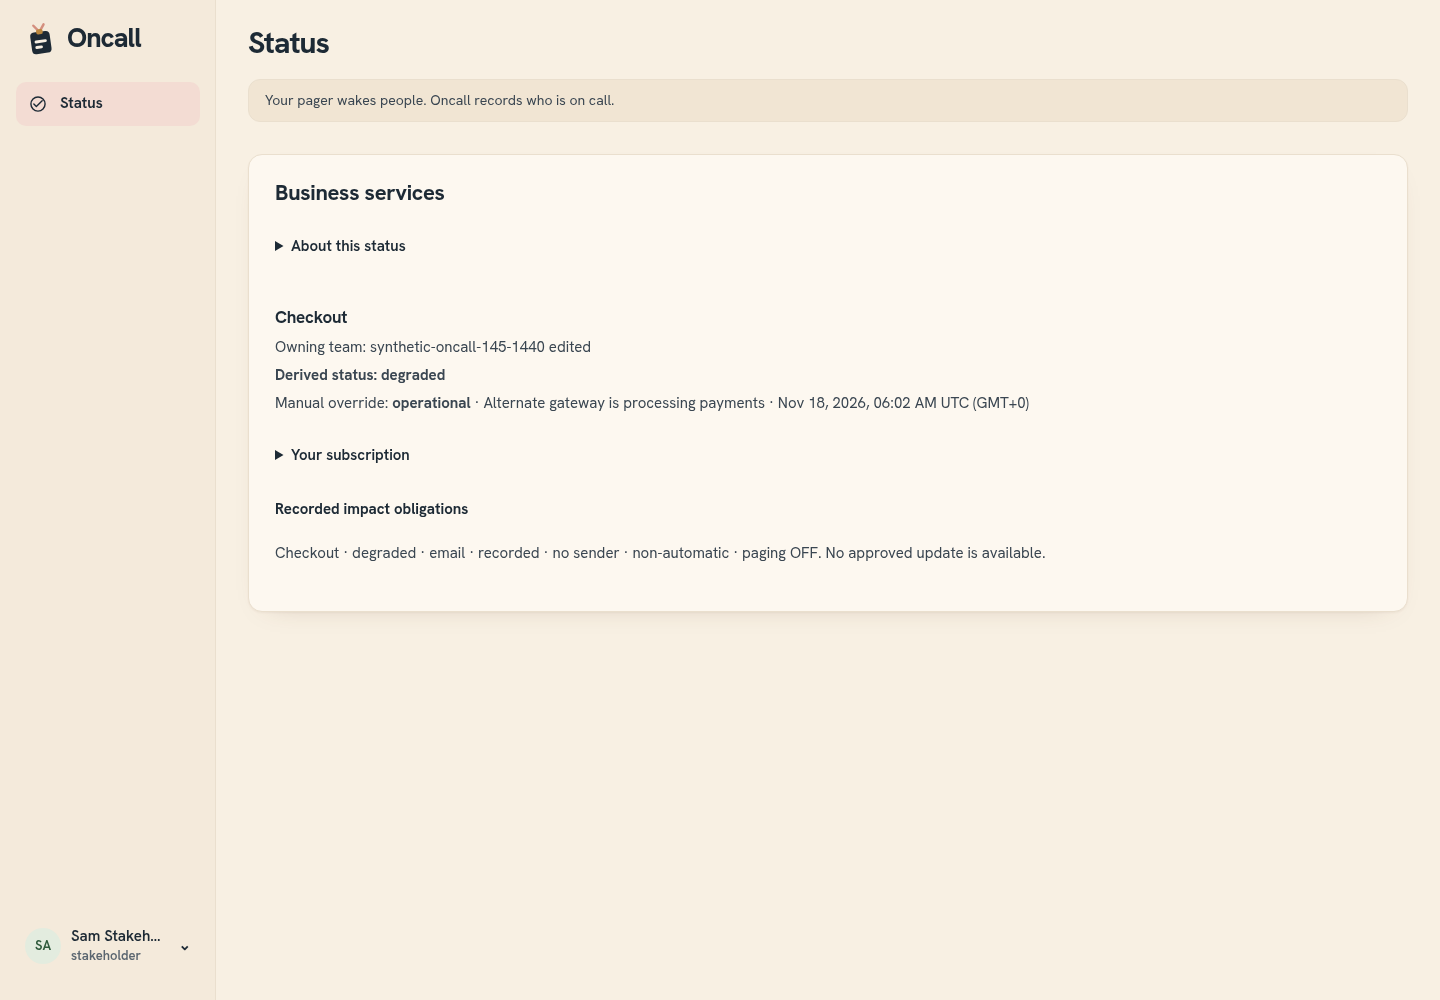 Oncall
Status
Status
Your pager wakes people. Oncall records who is on call.
Business services
About this status
Checkout
Owning team: synthetic-oncall-145-1440 edited
Derived status: degraded
Manual override: operational · Alternate gateway is processing payments · Nov 18, 2026, 06:02 AM UTC (GMT+0)
Your subscription
Recorded impact obligations
Checkout · degraded · email · recorded · no sender · non-automatic · paging OFF. No approved update is available.
SA
Sam Stakeh...
stakeholder